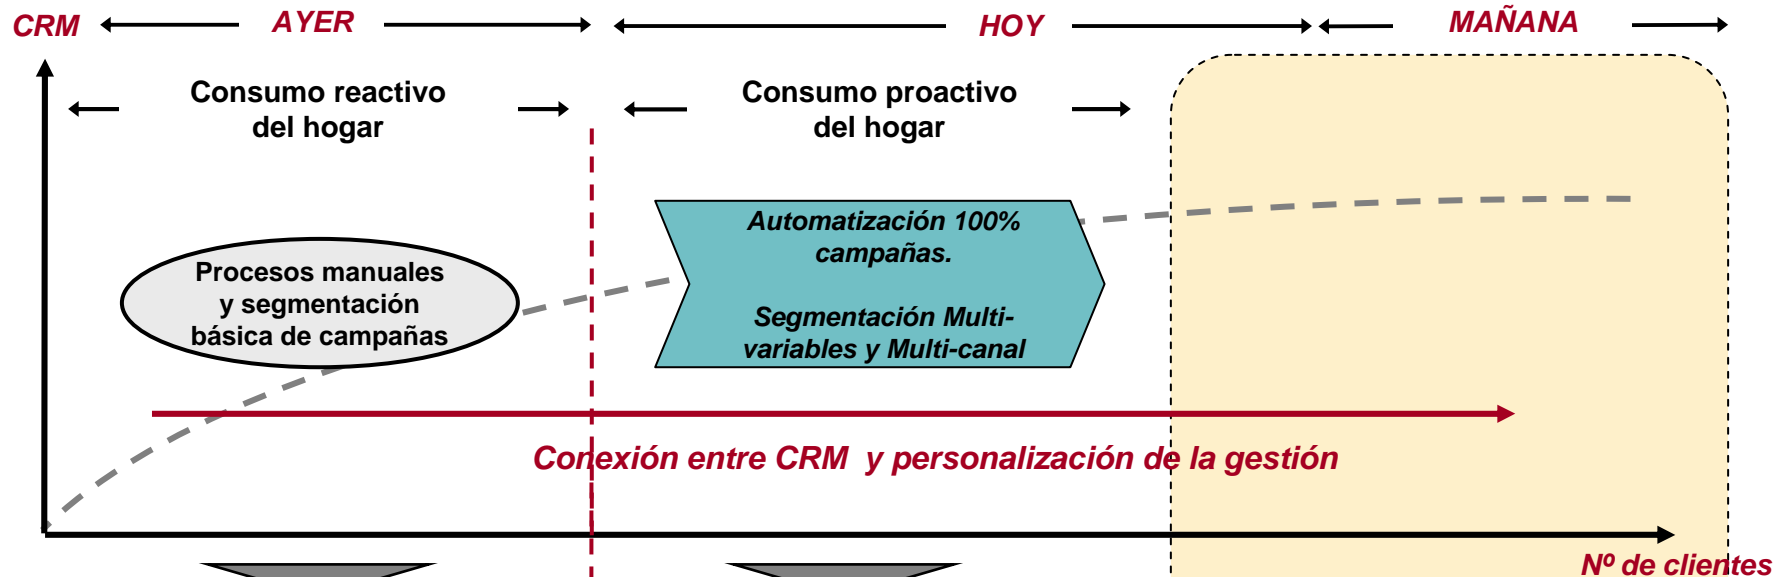 CRM AYER HOY MAÑANA
Consumo reactivo
del hogar
Consumo proactivo
del hogar
Procesos manuales
y segmentación
básica de campañas
Automatización 100%
campañas.
Segmentación Multi-
variables y Multi-canal
Conexión entre CRM y personalización de la gestión
Nº de clientes